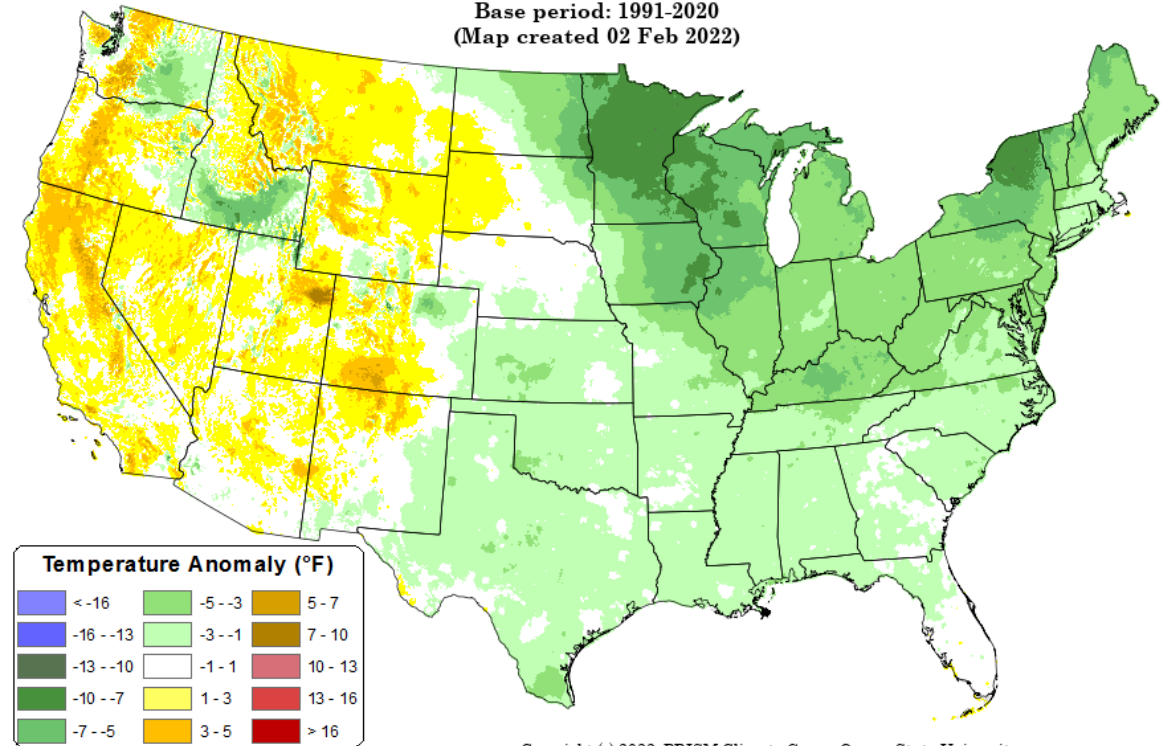 Base period: 1991-2020
(Map created 02 Feb 2022)
Temperature Anomaly (°F)
< -16
-16 - -13
-13 - -10
-10 - -7
-7 - -5
-5 - -3
-3 - -1
-1 - 1
1 - 3
3 - 5
5 - 7
7 - 10
10 - 13
13 - 16
> 16